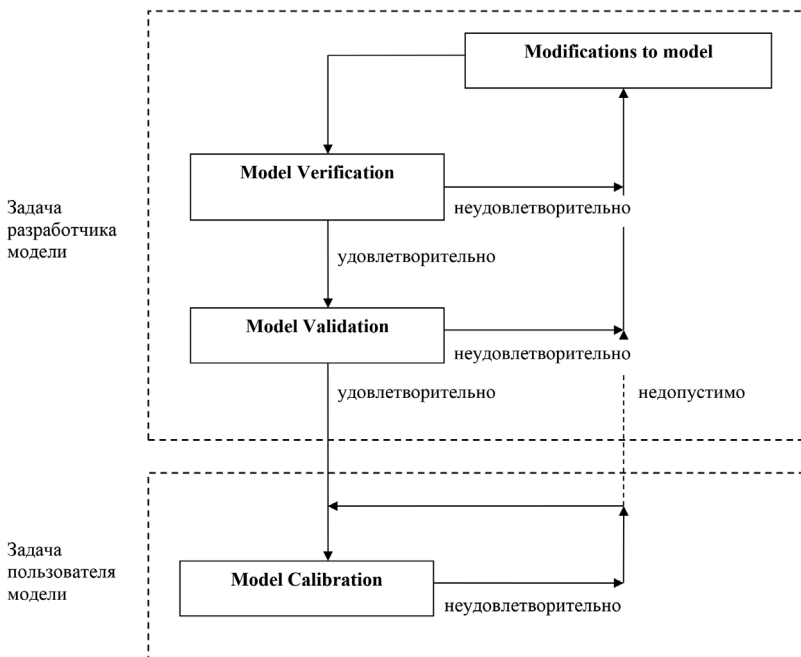 Modifications to model
Model Verification
неудовлетворительно
Задача
разработчика
модели
удовлетворительно
Model Validation
неудовлетворительно
удовлетворительно
недопустимо
Задача
пользователя
модели
Model Calibration
неудовлетворительно